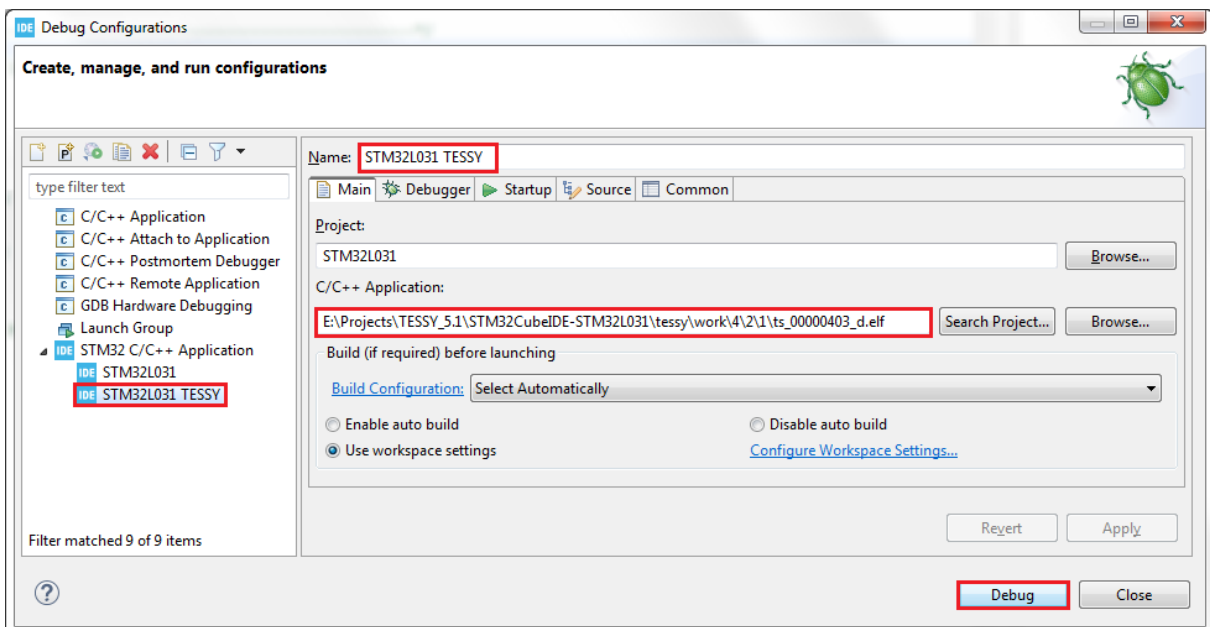 IDE Debug Configurations
Create, manage, and run configurations
type filter text
C/C++ Application
C/C++ Attach to Application
C/C++ Postmortem Debugger
C/C++ Remote Application
GDB Hardware Debugging
Launch Group
IDE STM32 C/C++ Application
IDE STM32L031
IDE STM32L031 TESSY
Filter matched 9 of 9 items
Name: STM32L031 TESSY
Main Debugger Startup Source Common
Project:
STM32L031 Browse...
C/C++ Application:
E:\Projects\TESSY_5.1\STM32CubeIDE-STM32L031\tessy\work\4\2\1\ts_00000403_d.elf Search Project... Browse...
Build (if required) before launching
Build Configuration: Select Automatically
Enable auto build Disable auto build
Use workspace settings Configure Workspace Settings...
Revert Apply
Debug Close